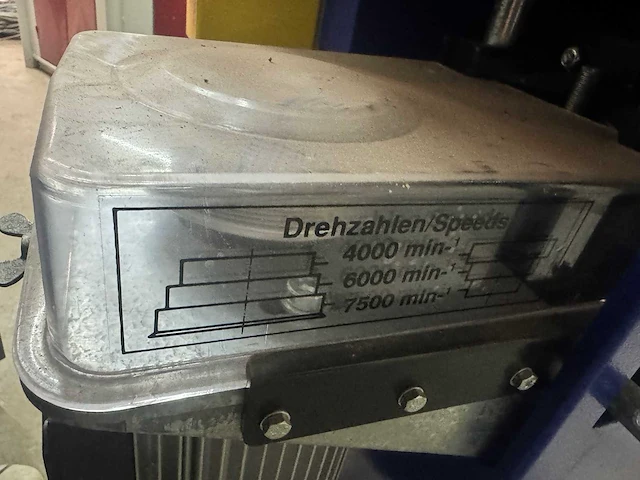 Drehzahlen/Speeds
4000 min-¹
6000 min-¹
7500 min-¹